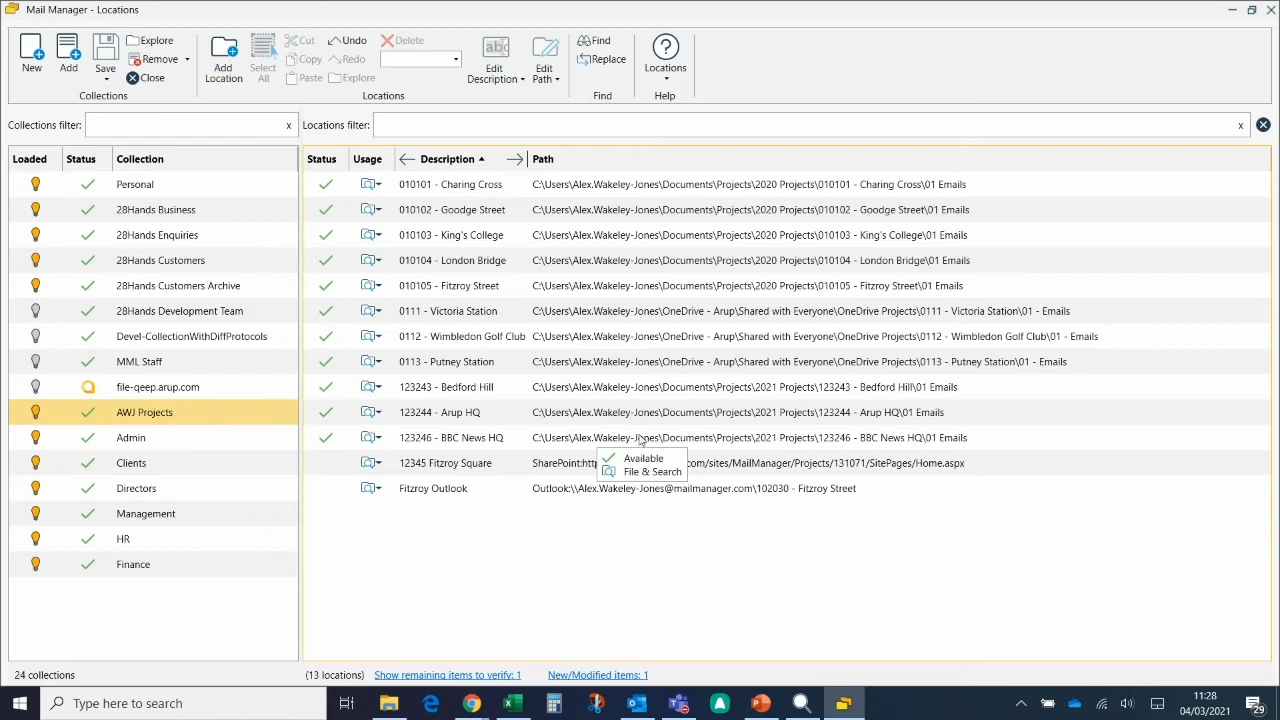 Mail Manager - Locations
New
Add
Save
Explore
Remove
Close
Collections
Add Location
Select All
Cut
Copy
Paste
Undo
Redo
Explore
Delete
Edit Description
Edit Path
Locations
Find
Replace
Find
Locations
Help
Collections filter: x
Locations filter: x
Loaded Status Collection
Personal
28Hands Business
28Hands Enquiries
28Hands Customers
28Hands Customers Archive
28Hands Development Team
Devel-CollectionWithDiffProtocols
MML Staff
file-qeep.arup.com
AWJ Projects
Admin
Clients
Directors
Management
HR
Finance
24 collections
Status Usage Description Path
010101 - Charing Cross C:\Users\Alex.Wakeley-Jones\Documents\Projects\2020 Projects\010101 - Charing Cross\01 Emails
010102 - Goodge Street C:\Users\Alex.Wakeley-Jones\Documents\Projects\2020 Projects\010102 - Goodge Street\01 Emails
010103 - King's College C:\Users\Alex.Wakeley-Jones\Documents\Projects\2020 Projects\010103 - King's College\01 Emails
010104 - London Bridge C:\Users\Alex.Wakeley-Jones\Documents\Projects\2020 Projects\010104 - London Bridge\01 Emails
010105 - Fitzroy Street C:\Users\Alex.Wakeley-Jones\Documents\Projects\2020 Projects\010105 - Fitzroy Street\01 Emails
0111 - Victoria Station C:\Users\Alex.Wakeley-Jones\OneDrive - Arup\Shared with Everyone\OneDrive Projects\0111 - Victoria Station\01 - Emails
0112 - Wimbledon Golf Club C:\Users\Alex.Wakeley-Jones\OneDrive - Arup\Shared with Everyone\OneDrive Projects\0112 - Wimbledon Golf Club\01 - Emails
0113 - Putney Station C:\Users\Alex.Wakeley-Jones\OneDrive - Arup\Shared with Everyone\OneDrive Projects\0113 - Putney Station\01 - Emails
123243 - Bedford Hill C:\Users\Alex.Wakeley-Jones\Documents\Projects\2021 Projects\123243 - Bedford Hill\01 Emails
123244 - Arup HQ C:\Users\Alex.Wakeley-Jones\Documents\Projects\2021 Projects\123244 - Arup HQ\01 Emails
123246 - BBC News HQ C:\Users\Alex.Wakeley-Jones\Documents\Projects\2021 Projects\123246 - BBC News HQ\01 Emails
12345 Fitzroy Square SharePoint:http com/sites/MailManager/Projects/131071/SitePages/Home.aspx
Available
File & Search
Fitzroy Outlook Outlook:\\Alex.Wakeley-Jones@mailmanager.com\102030 - Fitzroy Street
(13 locations) Show remaining items to verify: 1 New/Modified items: 1
Type here to search
11:28
04/03/2021
29